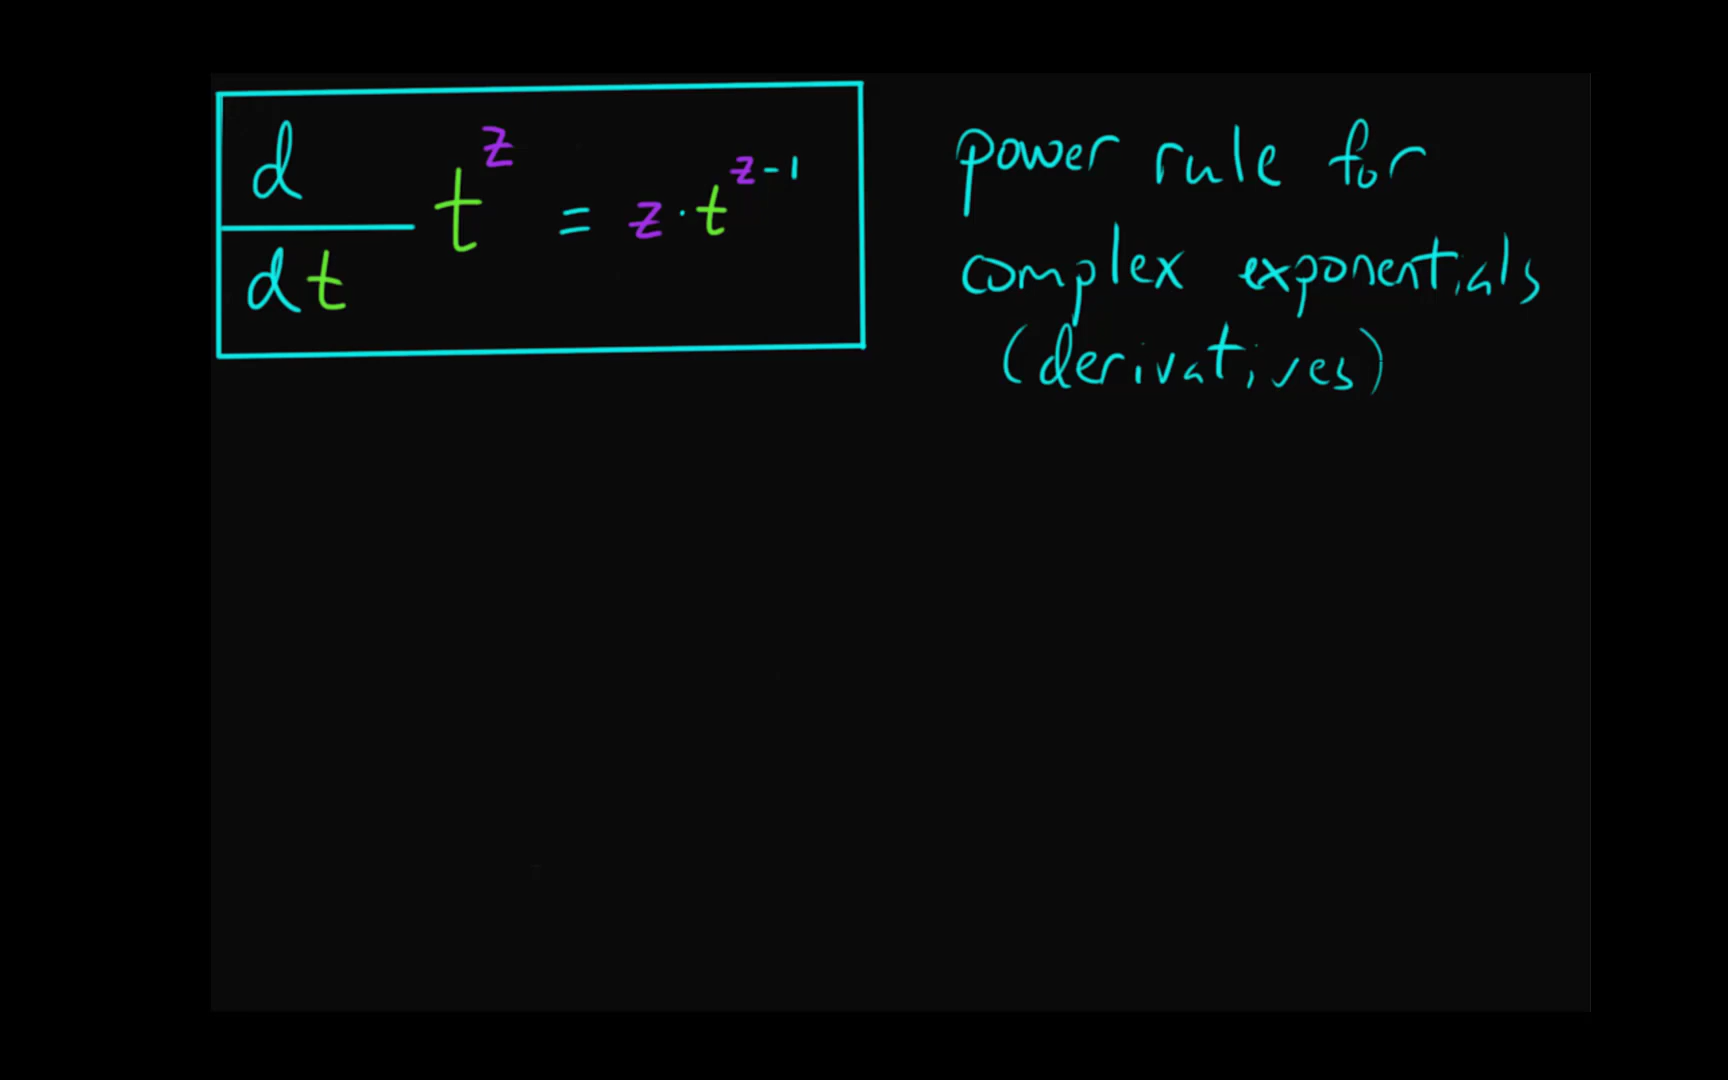 d/dt t^z = z · t^(z-1)
power rule for
complex exponentials
(derivatives)